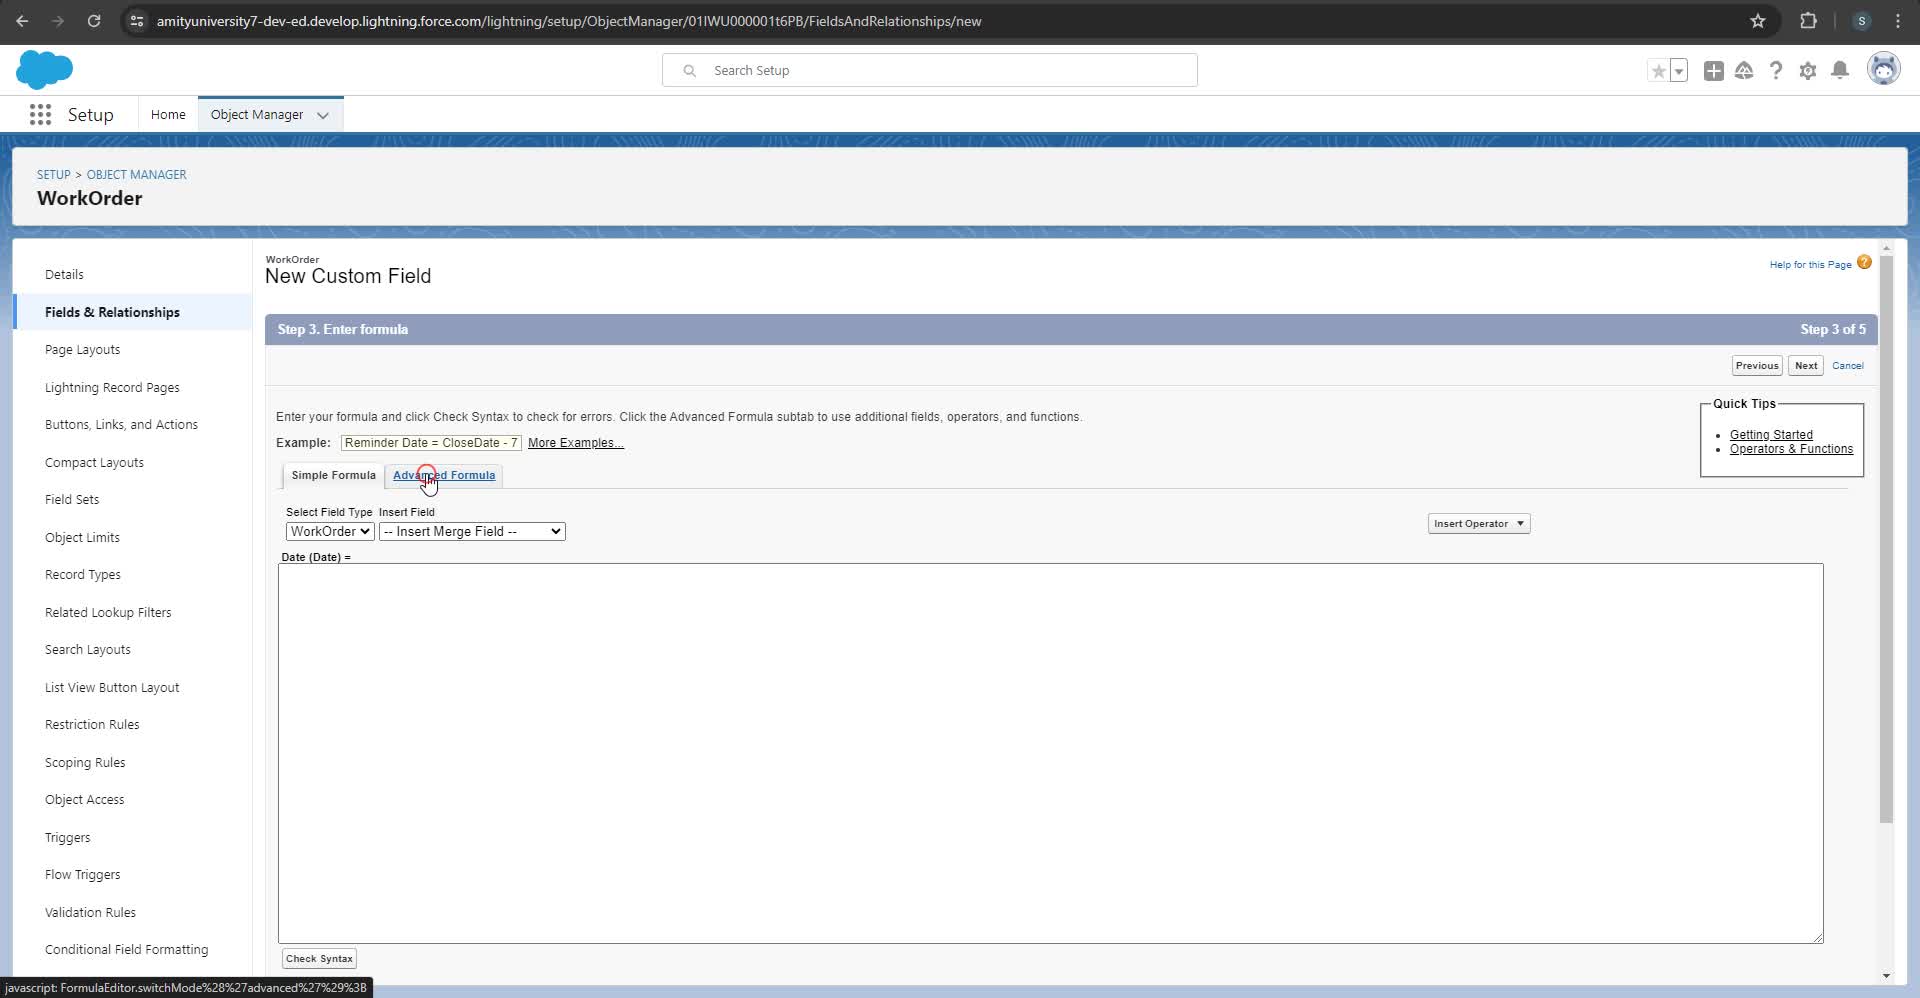 amityuniversity7-dev-ed.develop.lightning.force.com/lightning/setup/ObjectManager/01IWU000001t6PB/FieldsAndRelationships/new
S
Search Setup
Setup
Home
Object Manager
SETUP > OBJECT MANAGER
WorkOrder
Details
Fields & Relationships
Page Layouts
Lightning Record Pages
Buttons, Links, and Actions
Compact Layouts
Field Sets
Object Limits
Record Types
Related Lookup Filters
Search Layouts
List View Button Layout
Restriction Rules
Scoping Rules
Object Access
Triggers
Flow Triggers
Validation Rules
Conditional Field Formatting
WorkOrder
New Custom Field
Help for this Page ?
Step 3. Enter formula
Step 3 of 5
Previous Next Cancel
Enter your formula and click Check Syntax to check for errors. Click the Advanced Formula subtab to use additional fields, operators, and functions.
Example: Reminder Date = CloseDate - 7 More Examples...
Quick Tips
• Getting Started
• Operators & Functions
Simple Formula Advanced Formula
Select Field Type Insert Field
WorkOrder -- Insert Merge Field --
Insert Operator
Date (Date) =
Check Syntax
javascript: FormulaEditor.switchMode%28%27advanced%27%29%3B